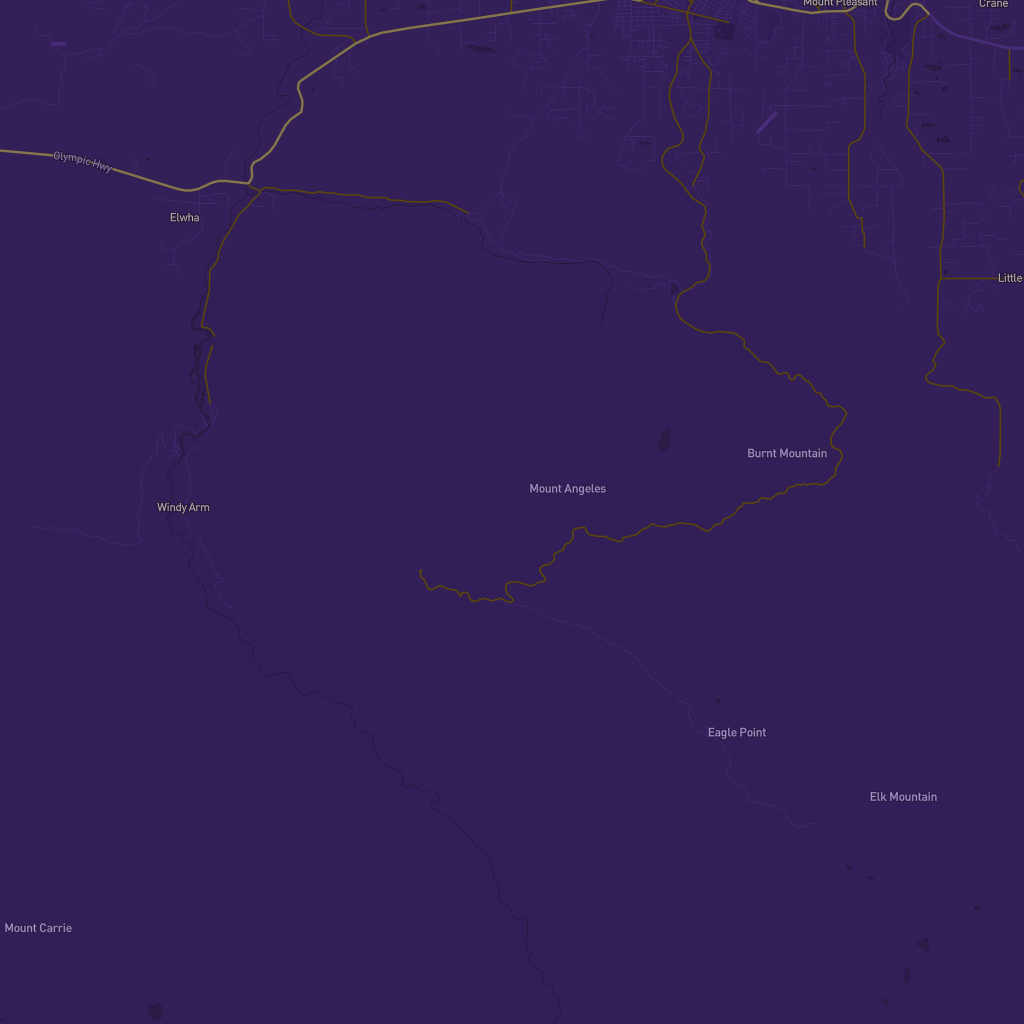 Mount Pleasant
Crane
Olympic Hwy
Elwha
Little
Burnt Mountain
Mount Angeles
Windy Arm
Eagle Point
Elk Mountain
Mount Carrie